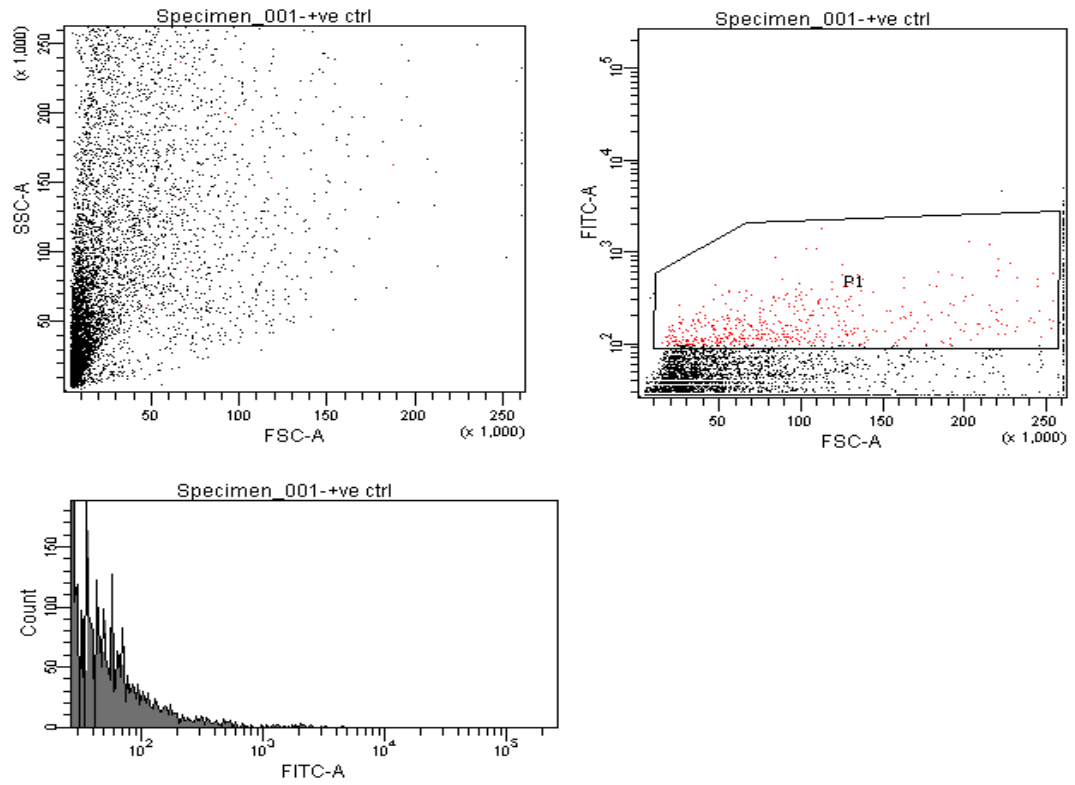 Specimen_001-+ve ctrl
(x 1,000)
250
200
150
100
50
SSC-A
50 100 150 200 250
FSC-A
(x 1,000)
Specimen_001-+ve ctrl
10^5
10^4
10^3
10^2
FITC-A
P1
50 100 150 200 250
FSC-A
(x 1,000)
Specimen_001-+ve ctrl
150
100
50
0
Count
10^2 10^3 10^4 10^5
FITC-A